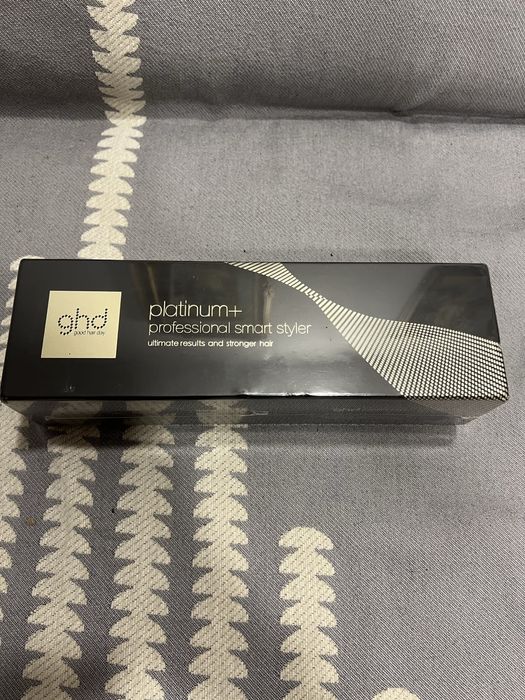 ghd
good hair day
platinum+
professional smart styler
ultimate results and stronger hair